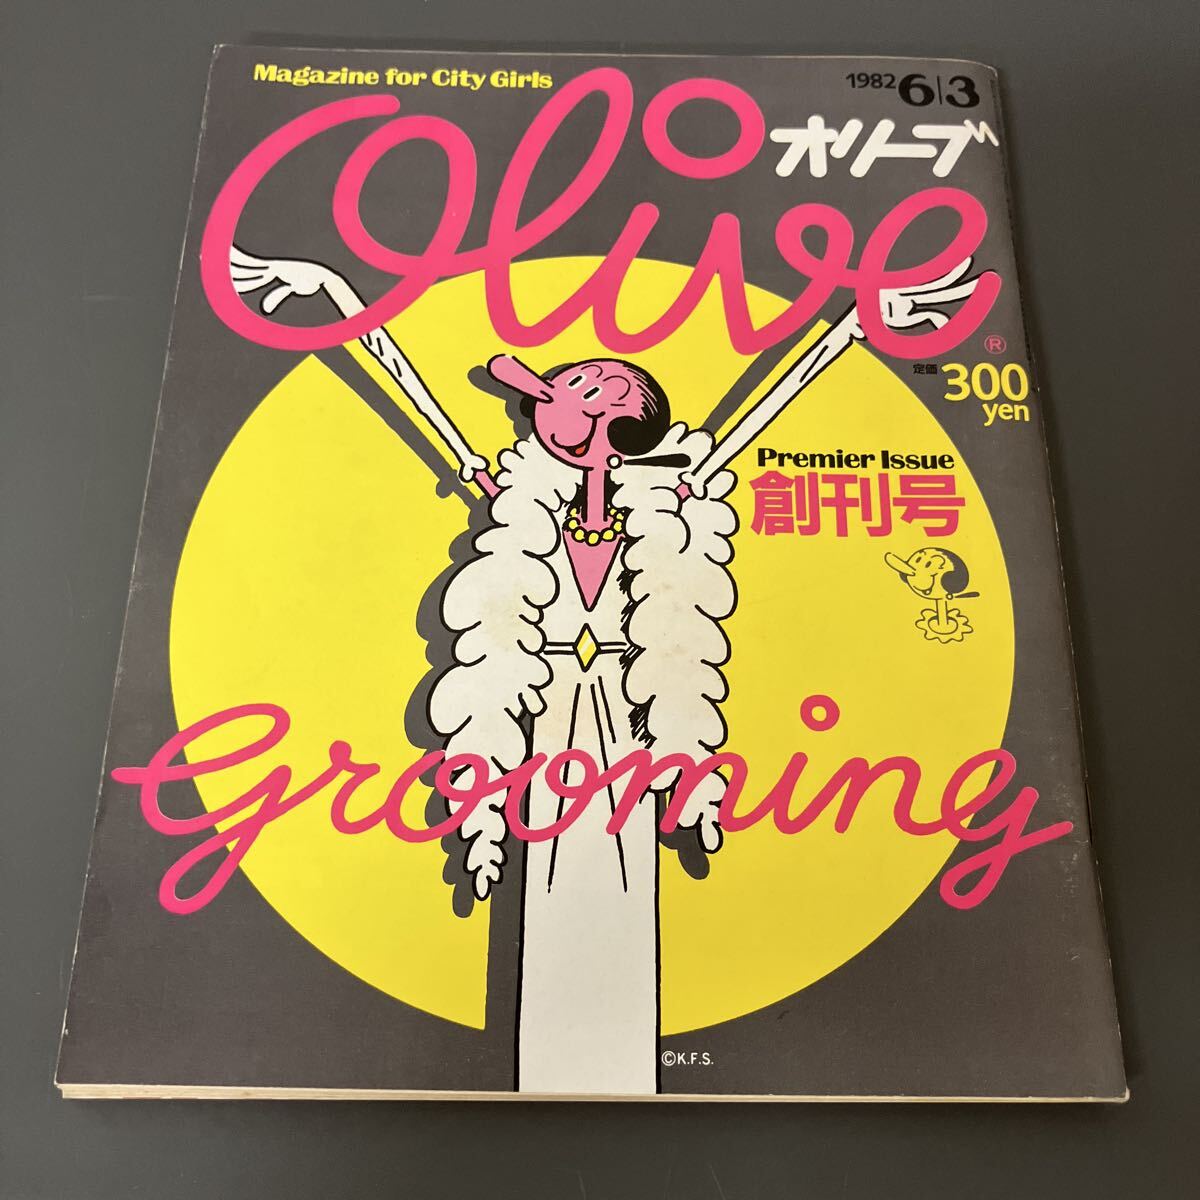 Magazine for City Girls
1982 6|3
Olive
オリーブ
®
定価 300
yen
Premier Issue
創刊号
Grooming
©K.F.S.